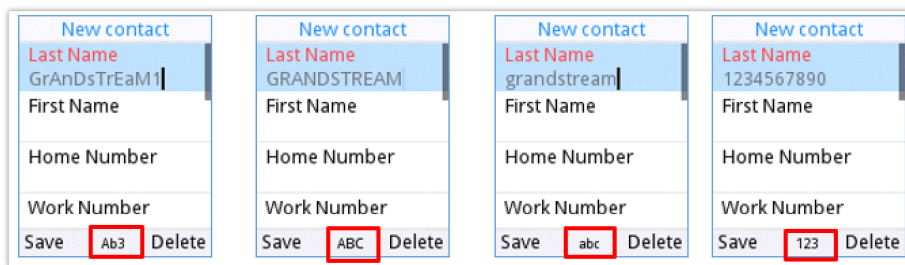 New contact
Last Name
GrAnDsTrEaM1
First Name
Home Number
Work Number
Save Ab3 Delete
New contact
Last Name
GRANDSTREAM
First Name
Home Number
Work Number
Save ABC Delete
New contact
Last Name
grandstream
First Name
Home Number
Work Number
Save abc Delete
New contact
Last Name
1234567890
First Name
Home Number
Work Number
Save 123 Delete